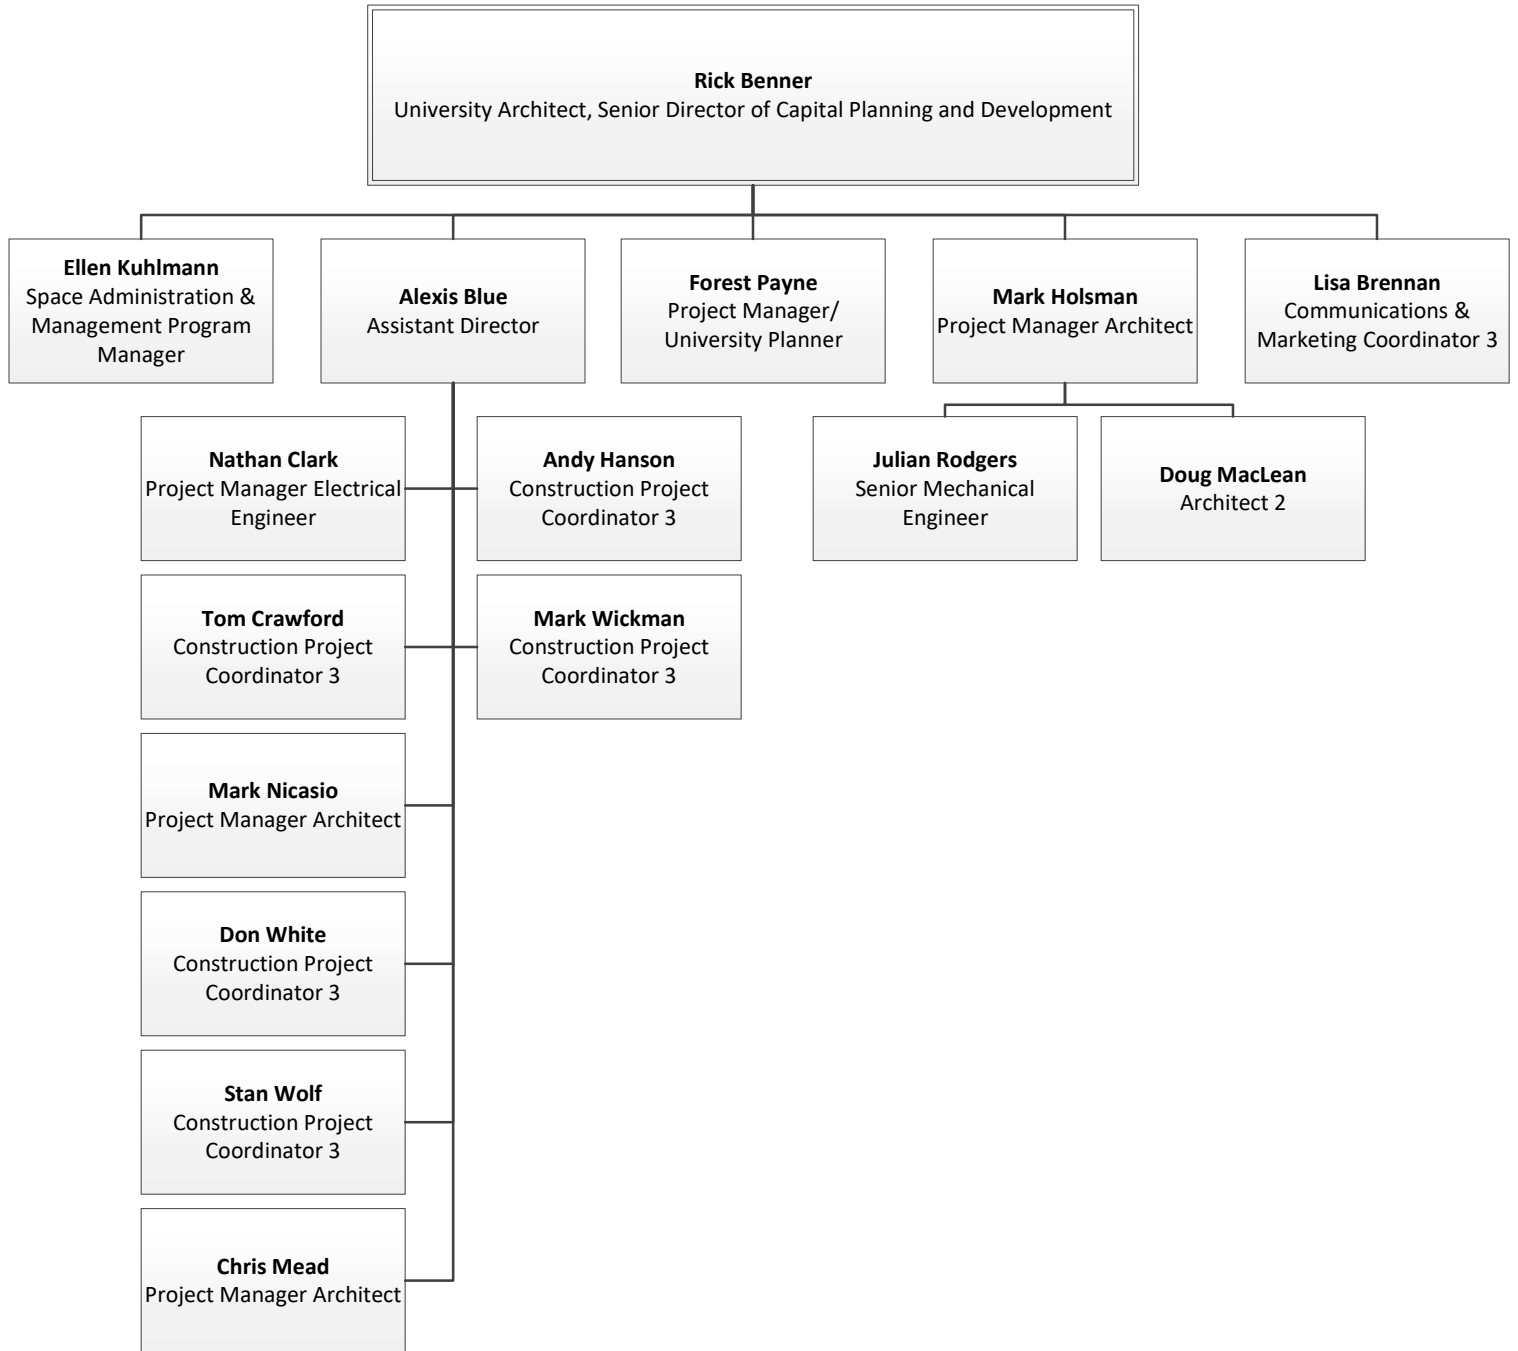 Rick Benner
University Architect, Senior Director of Capital Planning and Development
Ellen Kuhlmann
Space Administration &
Management Program
Manager
Alexis Blue
Assistant Director
Forest Payne
Project Manager/
University Planner
Mark Holsman
Project Manager Architect
Lisa Brennan
Communications &
Marketing Coordinator 3
Nathan Clark
Project Manager Electrical
Engineer
Andy Hanson
Construction Project
Coordinator 3
Julian Rodgers
Senior Mechanical
Engineer
Doug MacLean
Architect 2
Tom Crawford
Construction Project
Coordinator 3
Mark Wickman
Construction Project
Coordinator 3
Mark Nicasio
Project Manager Architect
Don White
Construction Project
Coordinator 3
Stan Wolf
Construction Project
Coordinator 3
Chris Mead
Project Manager Architect